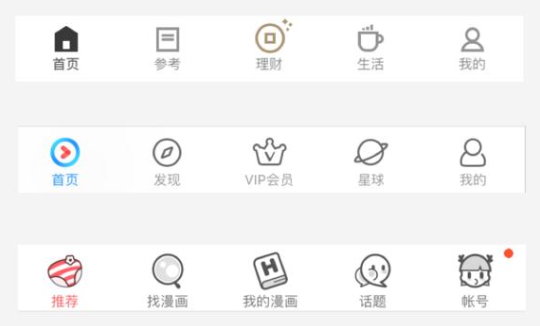 首页 参考 理财 生活 我的
首页 发现 VIP会员 星球 我的
推荐 找漫画 我的漫画 话题 帐号